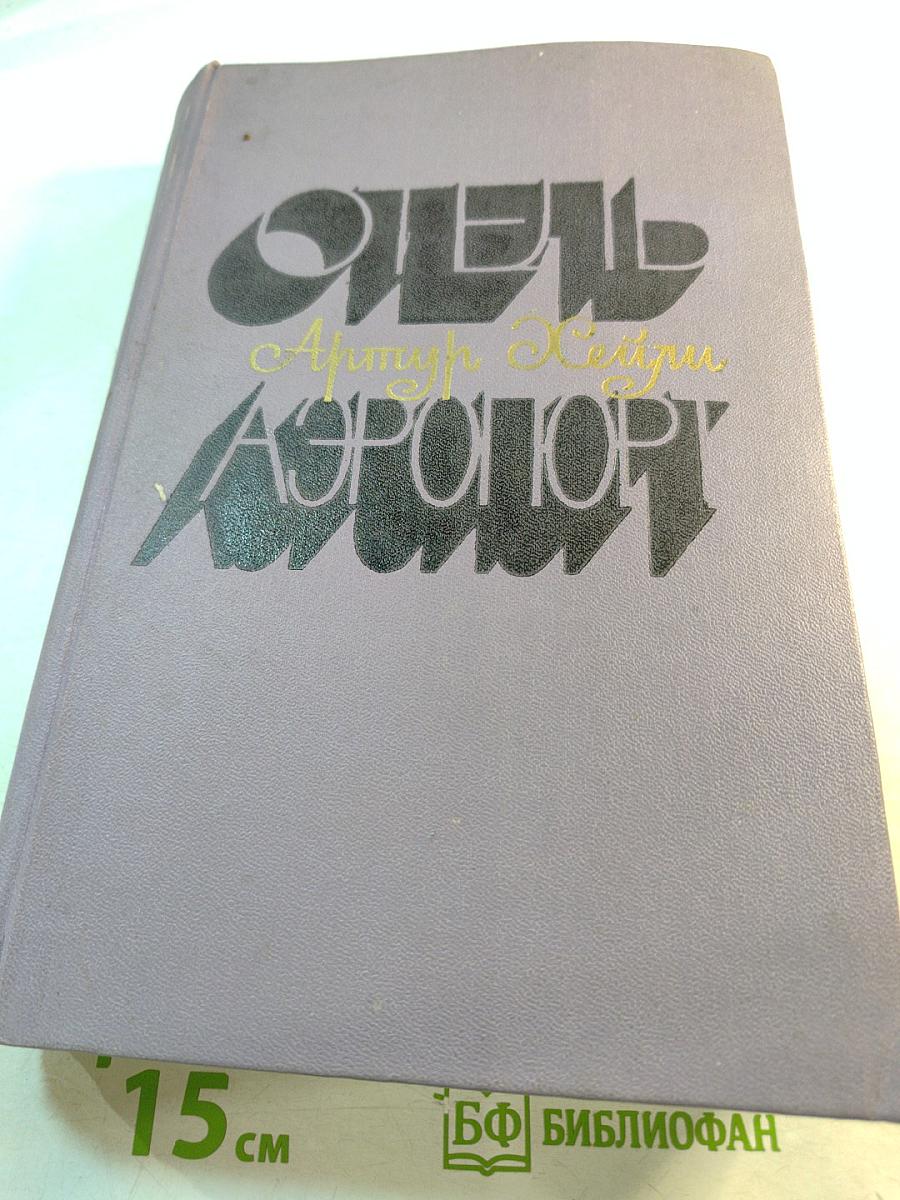 ОТЕЛЬ
Артур Хейли
АЭРОПОРТ
15 см
БФ БИБЛИОФАН